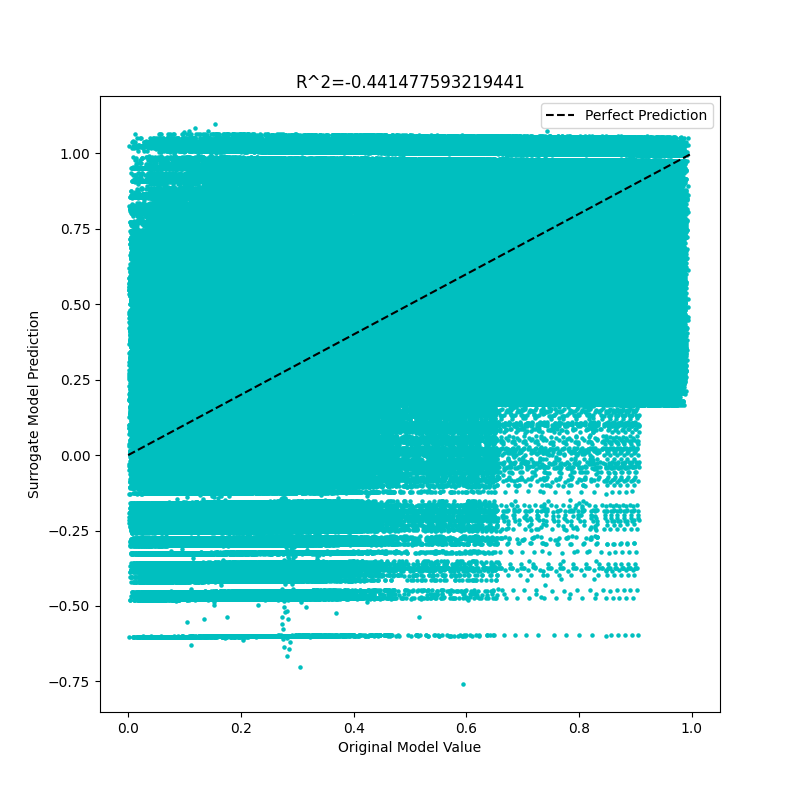 R^2=-0.441477593219441
Perfect Prediction
1.00
0.75
0.50
0.25
0.00
−0.25
−0.50
−0.75
Surrogate Model Prediction
0.0 0.2 0.4 0.6 0.8 1.0
Original Model Value